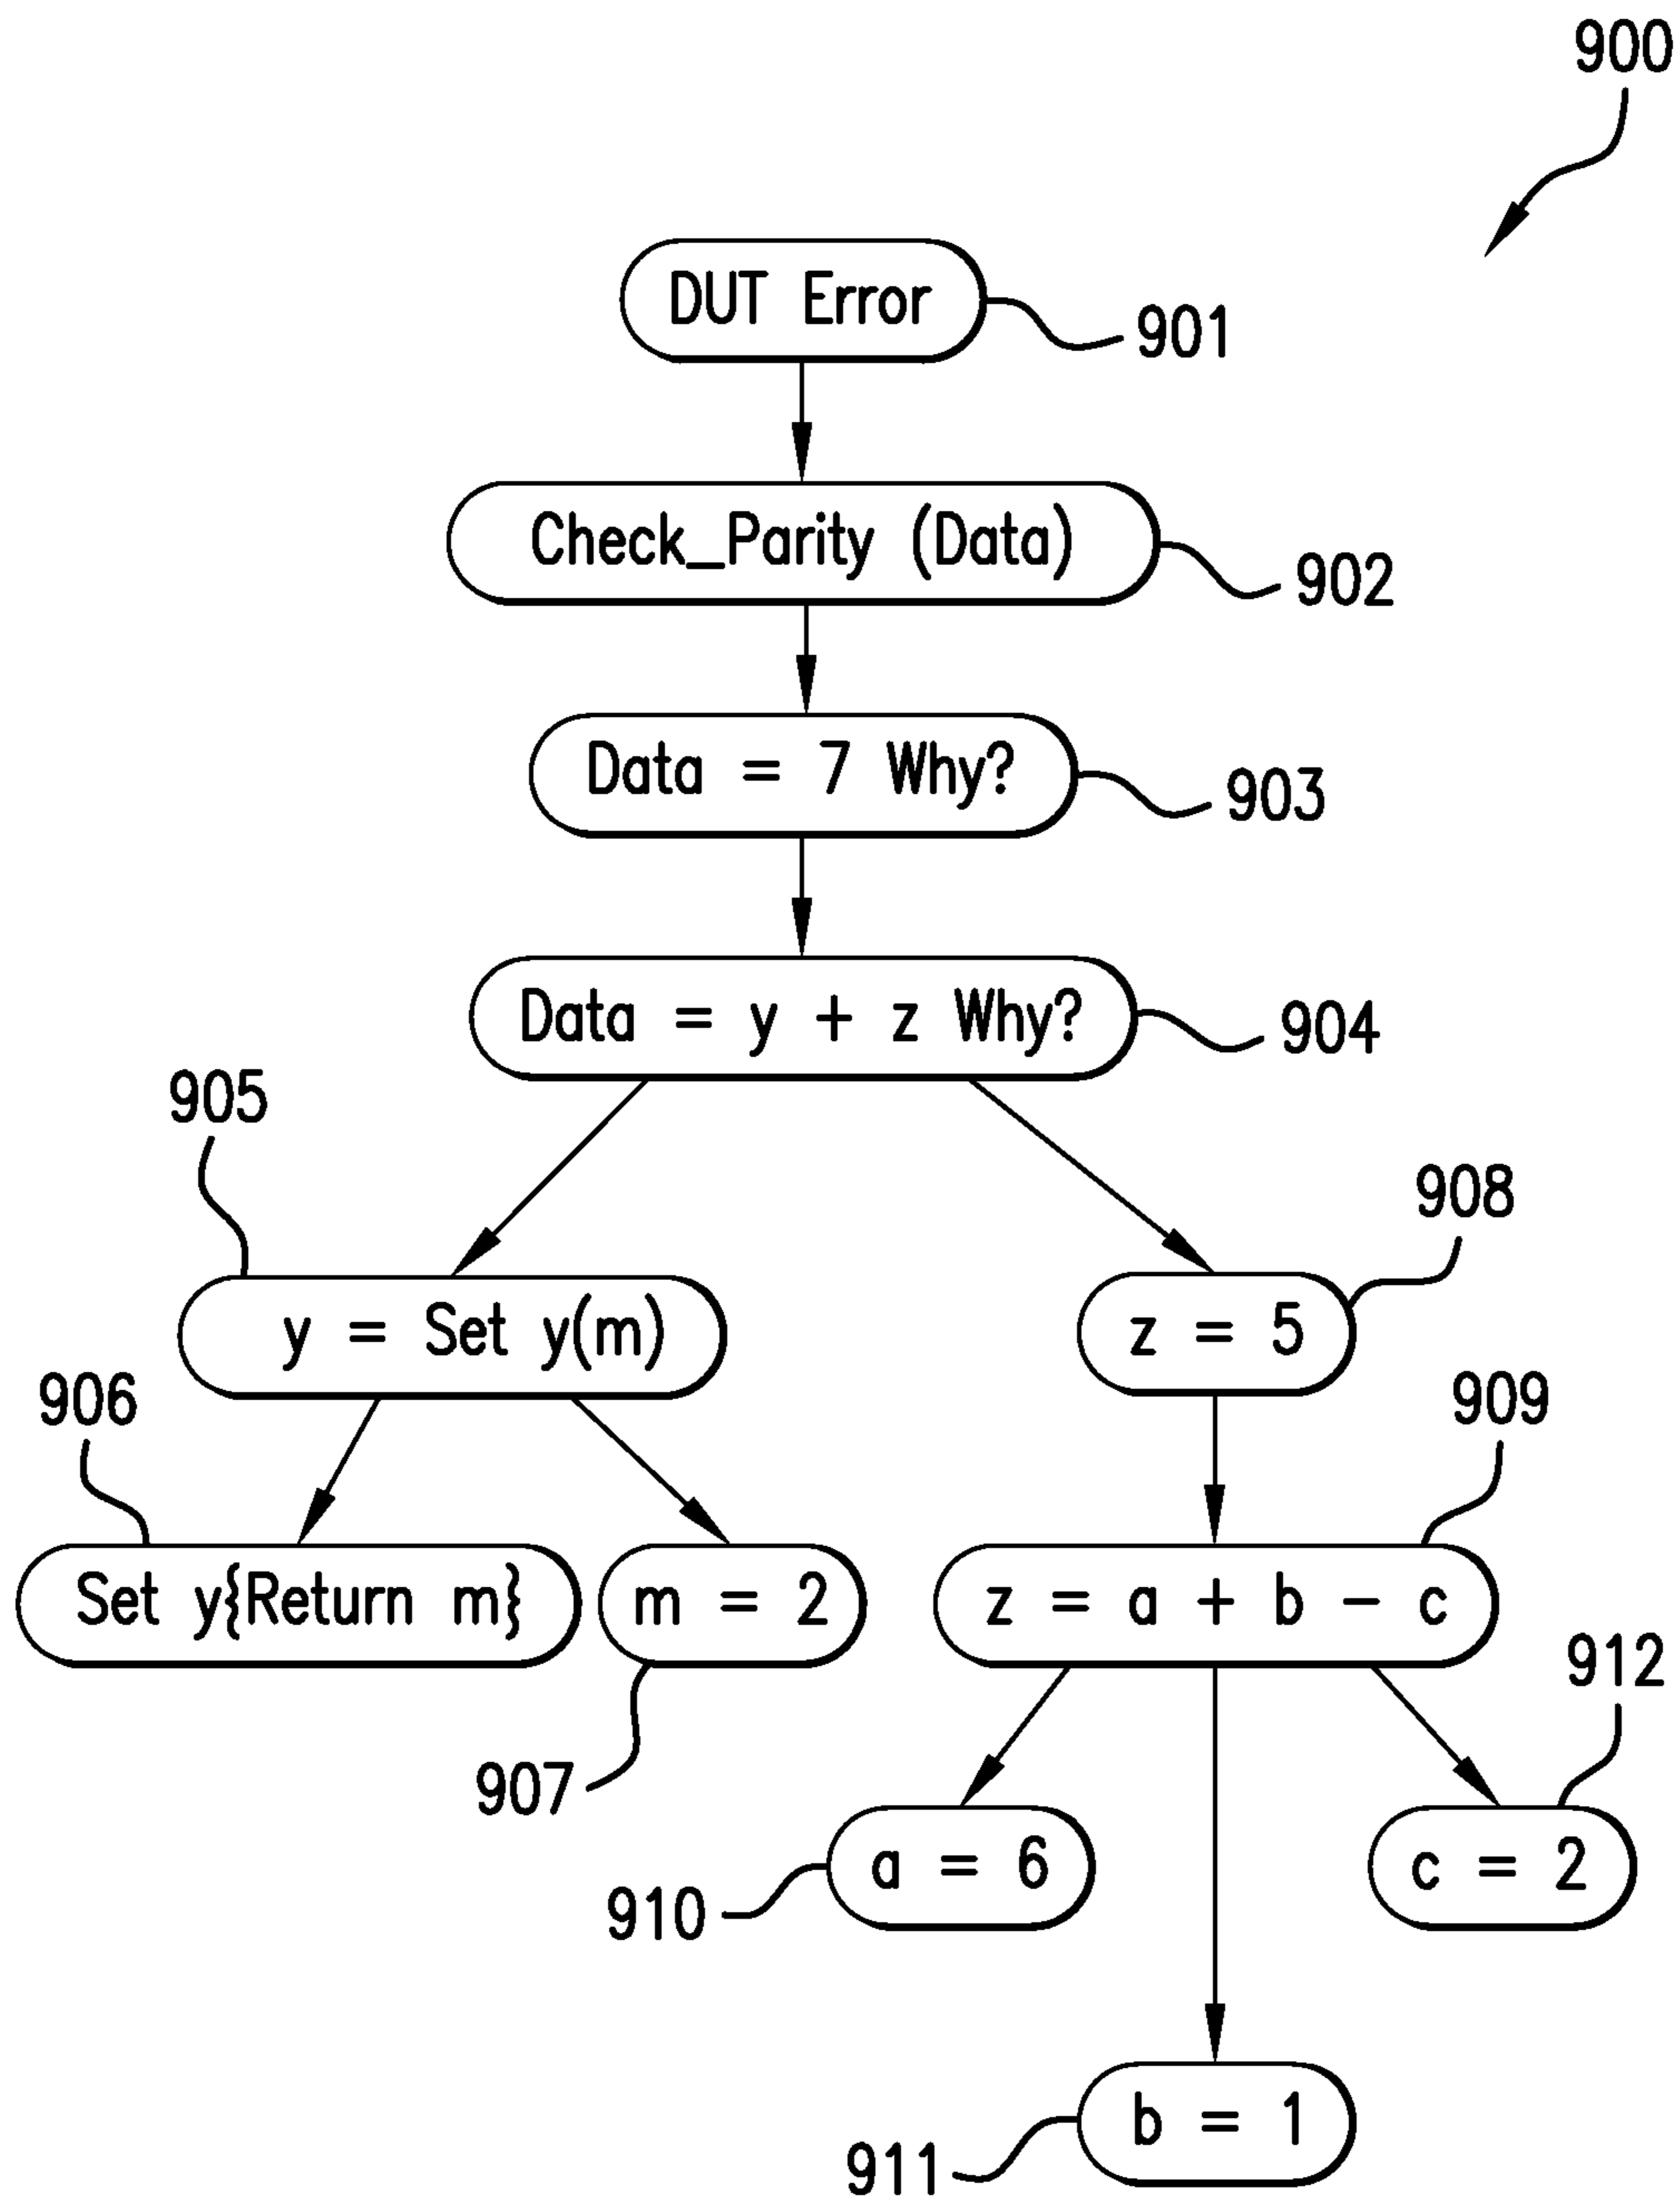 900
DUT Error
901
Check_Parity (Data)
902
Data = 7 Why?
903
Data = y + z Why?
904
905
908
y = Set y(m)
z = 5
906
909
Set y{Return m}
m = 2
z = a + b - c
912
907
a = 6
c = 2
910
b = 1
911